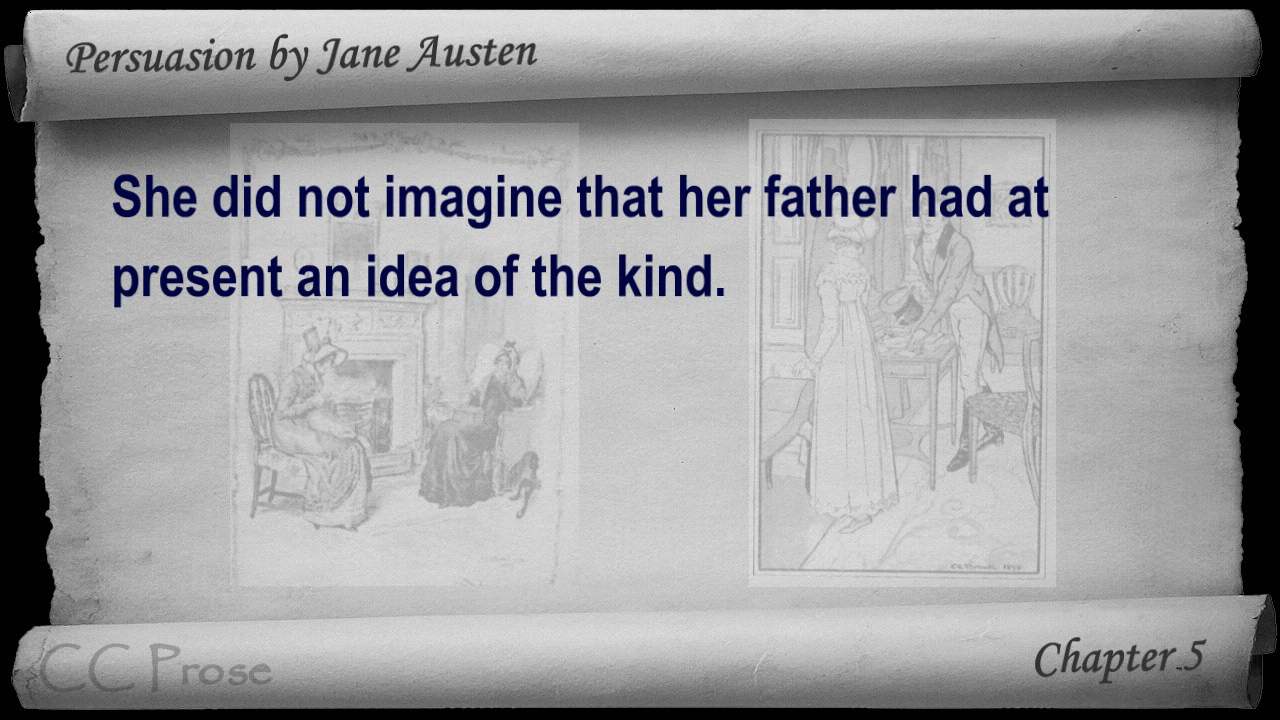 Persuasion by Jane Austen
She did not imagine that her father had at
present an idea of the kind.
CC Prose
Chapter 5